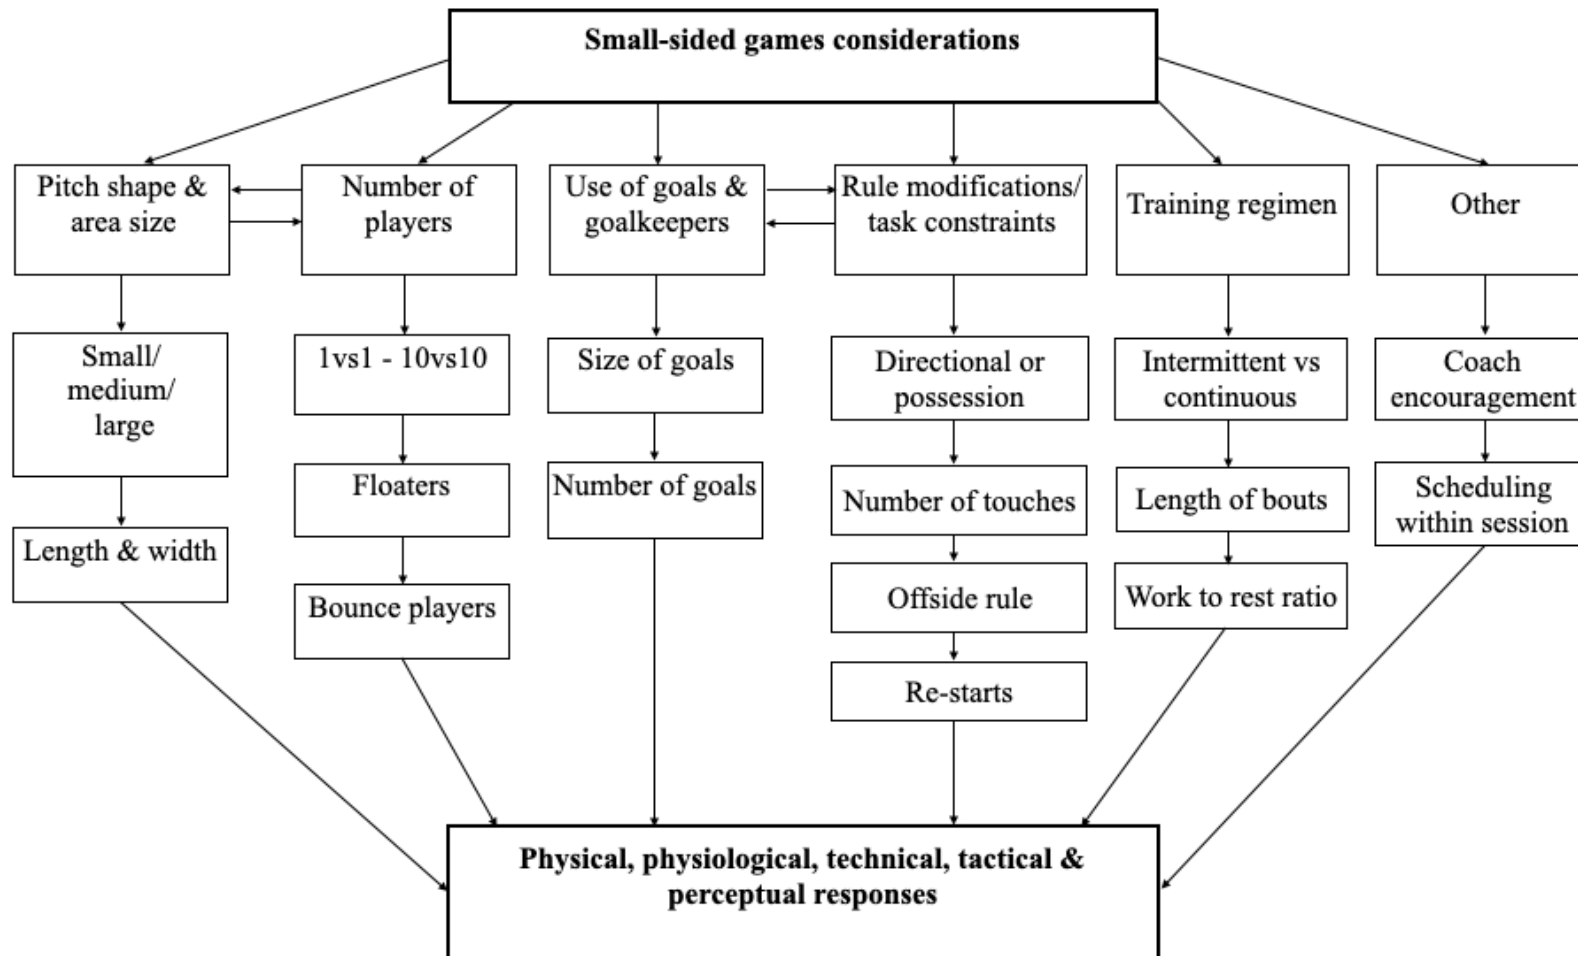 Small-sided games considerations
Pitch shape &
area size
Number of
players
Use of goals &
goalkeepers
Rule modifications/
task constraints
Training regimen
Other
Small/
medium/
large
1vs1 - 10vs10
Size of goals
Directional or
possession
Intermittent vs
continuous
Coach
encouragement
Floaters
Number of goals
Number of touches
Length of bouts
Scheduling
within session
Length & width
Bounce players
Offside rule
Work to rest ratio
Re-starts
Physical, physiological, technical, tactical &
perceptual responses